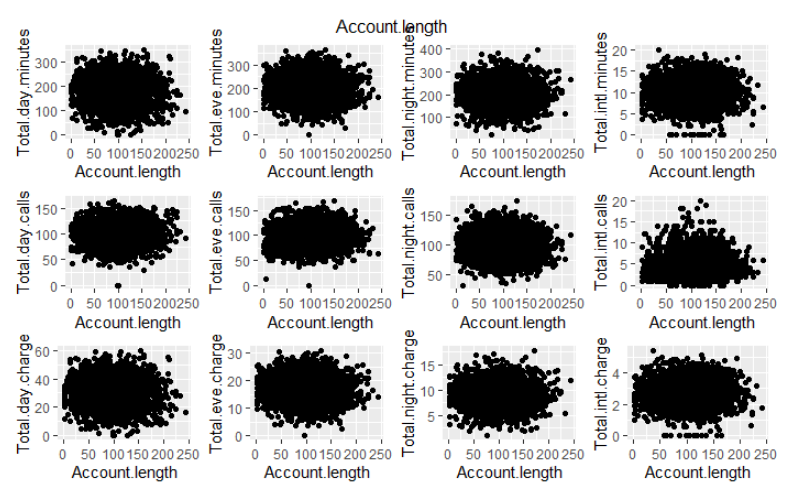 Account.length
Total.day.minutes
300
200
100
0
0 50 100 150 200 250
Account.length
Total.eve.minutes
300
200
100
0
0 50 100 150 200 250
Account.length
Total.night.minutes
400
300
200
100
0 50 100 150 200 250
Account.length
Total.intl.minutes
20
15
10
5
0
0 50 100 150 200 250
Account.length
Total.day.calls
150
100
50
0
0 50 100 150 200 250
Account.length
Total.eve.calls
150
100
50
0
0 50 100 150 200 250
Account.length
Total.night.calls
150
100
50
0 50 100 150 200 250
Account.length
Total.intl.calls
20
15
10
5
0
0 50 100 150 200 250
Account.length
Total.day.charge
60
40
20
0
0 50 100 150 200 250
Account.length
Total.eve.charge
30
20
10
0
0 50 100 150 200 250
Account.length
Total.night.charge
15
10
5
0 50 100 150 200 250
Account.length
Total.intl.charge
4
2
0
0 50 100 150 200 250
Account.length